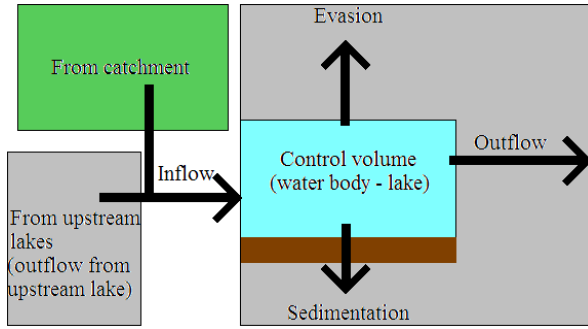 Evasion
From catchment
Outflow
Control volume
(water body - lake)
Inflow
From upstream
lakes
(outflow from
upstream lake)
Sedimentation